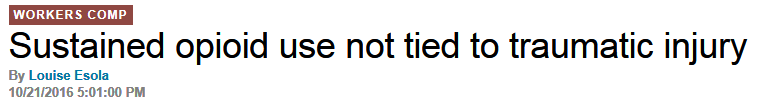 WORKERS COMP
Sustained opioid use not tied to traumatic injury
By Louise Esola
10/21/2016 5:01:00 PM